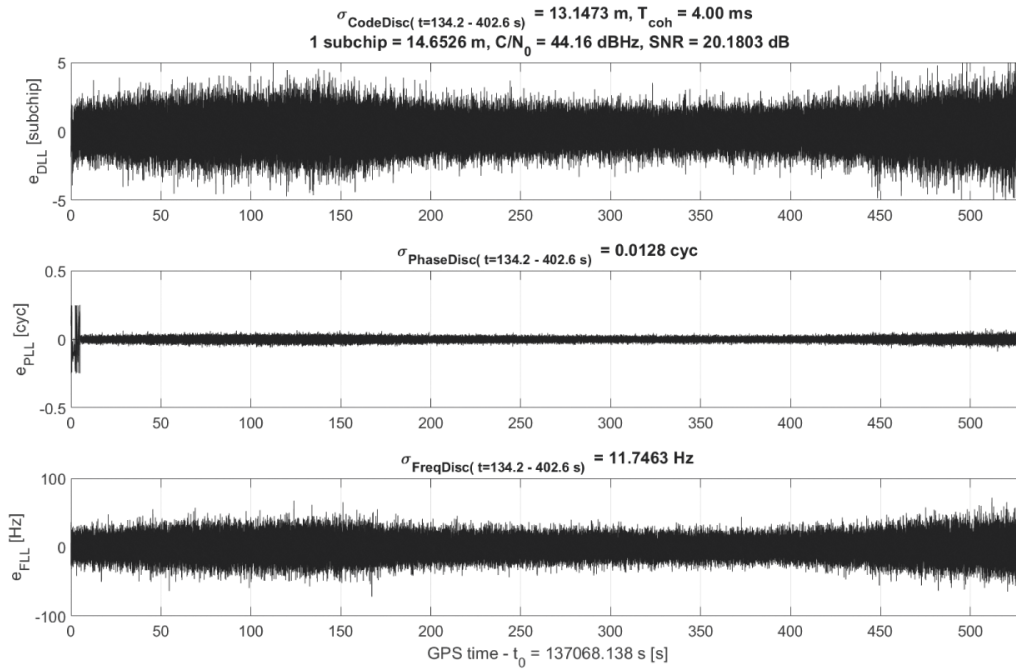 σCodeDisc( t=134.2 - 402.6 s) = 13.1473 m, Tcoh = 4.00 ms
1 subchip = 14.6526 m, C/N0 = 44.16 dBHz, SNR = 20.1803 dB
5
0
-5
eDLL [subchip]
0 50 100 150 200 250 300 350 400 450 500
σPhaseDisc( t=134.2 - 402.6 s) = 0.0128 cyc
0.5
0
-0.5
ePLL [cyc]
0 50 100 150 200 250 300 350 400 450 500
σFreqDisc( t=134.2 - 402.6 s) = 11.7463 Hz
100
0
-100
eFLL [Hz]
0 50 100 150 200 250 300 350 400 450 500
GPS time - t0 = 137068.138 s [s]